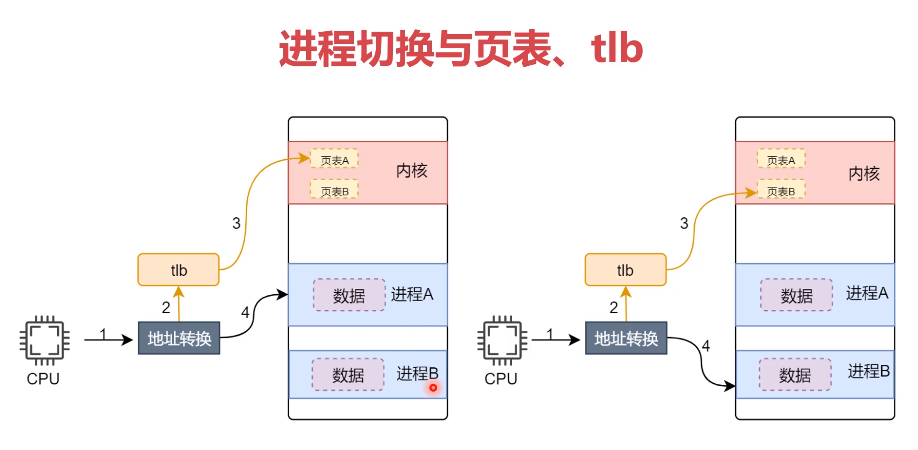 进程切换与页表、tlb
页表A
页表B
内核
3
tlb
2
1
地址转换
4
CPU
数据
进程A
数据
进程B
页表A
页表B
内核
3
tlb
2
1
地址转换
4
CPU
数据
进程A
数据
进程B